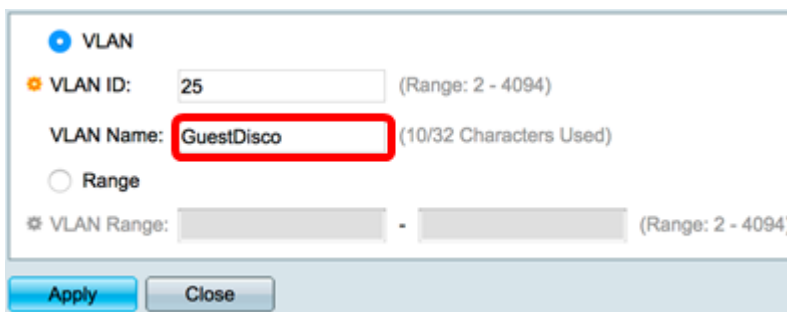 VLAN
VLAN ID: 25 (Range: 2 - 4094)
VLAN Name: GuestDisco (10/32 Characters Used)
Range
VLAN Range: - (Range: 2 - 4094)
Apply Close